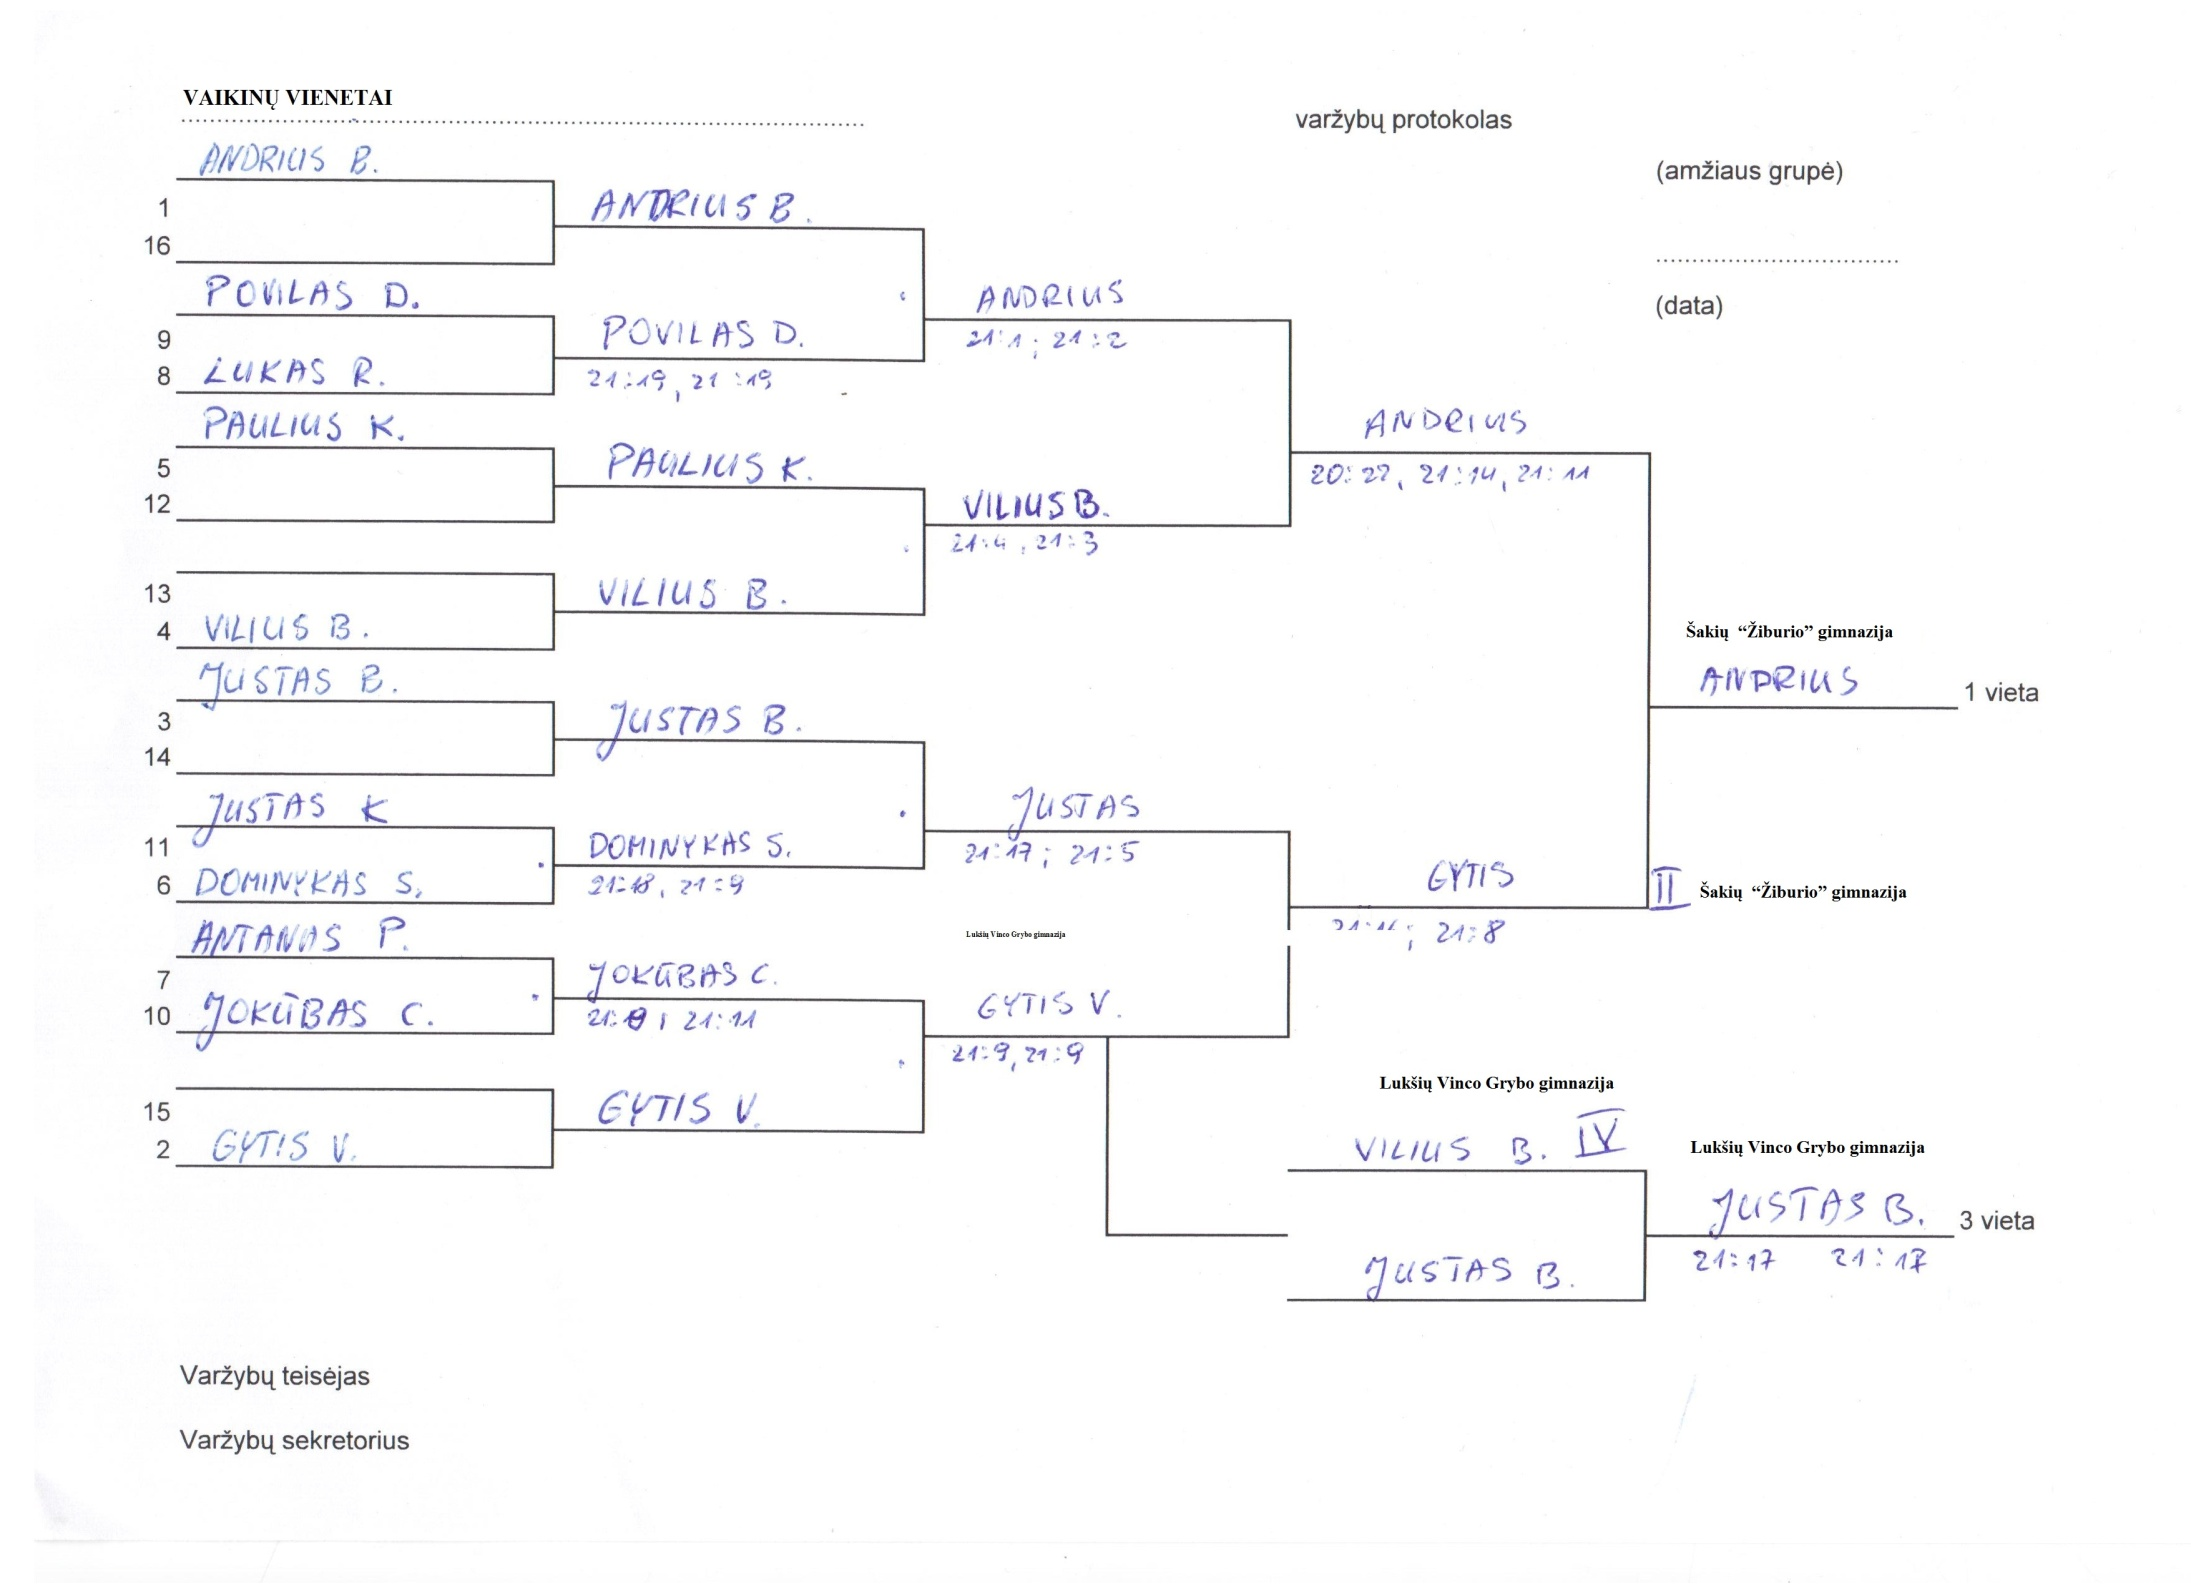 VAIKINŲ VIENETAI
varžybų protokolas
(amžiaus grupė)
(data)
ANDRIUS B.
1
16
POVILAS D.
9
8 LUKAS R.
PAULIUS K.
5
12
13
4 VILIUS B.
JUSTAS B.
3
14
JUSTAS K
11
6 DOMINYKAS S.
ANTANAS P.
7
10 JOKŪBAS C.
15
2 GYTIS V.
ANDRIUS B.
POVILAS D.
21:19, 21:19
PAULIUS K.
VILIUS B.
JUSTAS B.
DOMINYKAS S.
21:18, 21:9
JOKŪBAS C.
21:11
GYTIS V.
ANDRIUS
21:1; 21:2
VILIUS B.
21:4, 21:3
JUSTAS
21:17; 21:5
Lukšių Vinco Grybo gimnazija
GYTIS V.
21:9, 21:9
ANDRIUS
20:22, 21:14, 21:11
GYTIS
21:8
Šakių “Žiburio” gimnazija
ANDRIUS
1 vieta
II Šakių “Žiburio” gimnazija
Lukšių Vinco Grybo gimnazija
VILIUS B. IV
JUSTAS B.
Lukšių Vinco Grybo gimnazija
JUSTAS B.
3 vieta
21:17 21:17
Varžybų teisėjas
Varžybų sekretorius